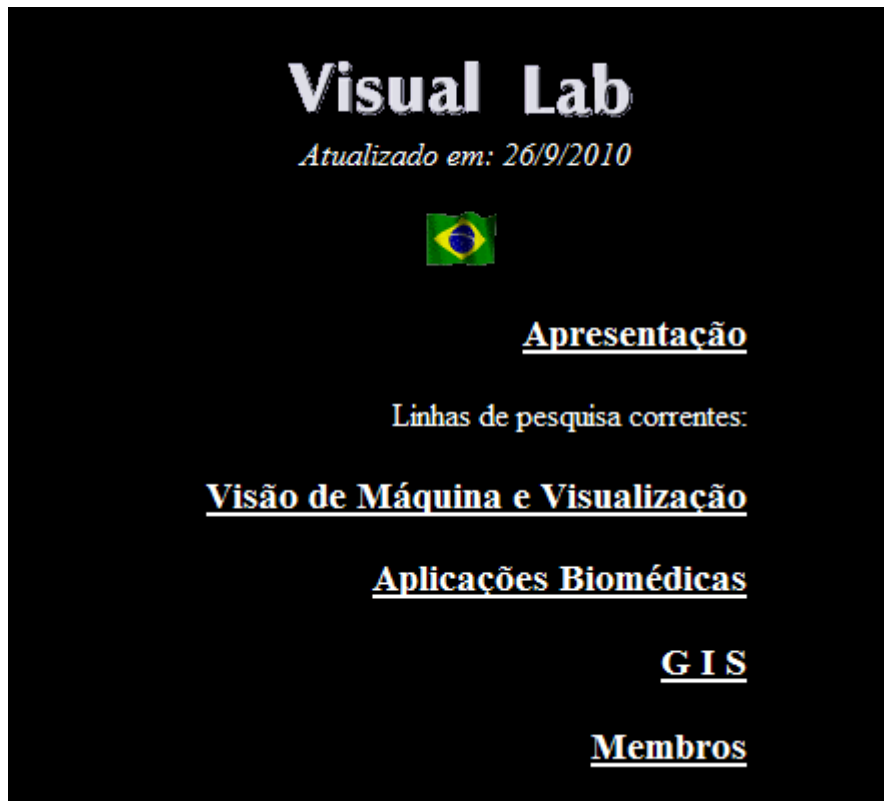 Visual Lab
Atualizado em: 26/9/2010
Apresentação
Linhas de pesquisa correntes:
Visão de Máquina e Visualização
Aplicações Biomédicas
G I S
Membros